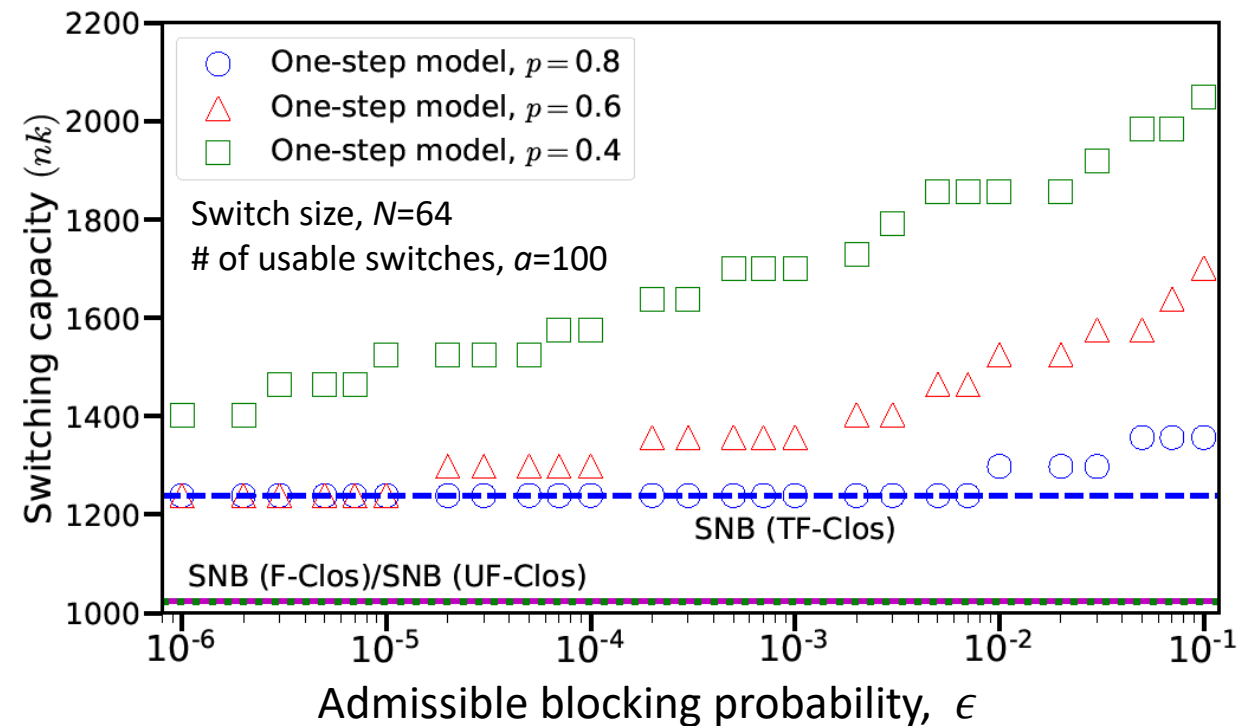 2200
2000
1800
1600
1400
1200
1000
Switching capacity (nk)
One-step model, p = 0.8
One-step model, p = 0.6
One-step model, p = 0.4
Switch size, N=64
# of usable switches, a=100
SNB (TF-Clos)
SNB (F-Clos)/SNB (UF-Clos)
10-6 10-5 10-4 10-3 10-2 10-1
Admissible blocking probability, ϵ